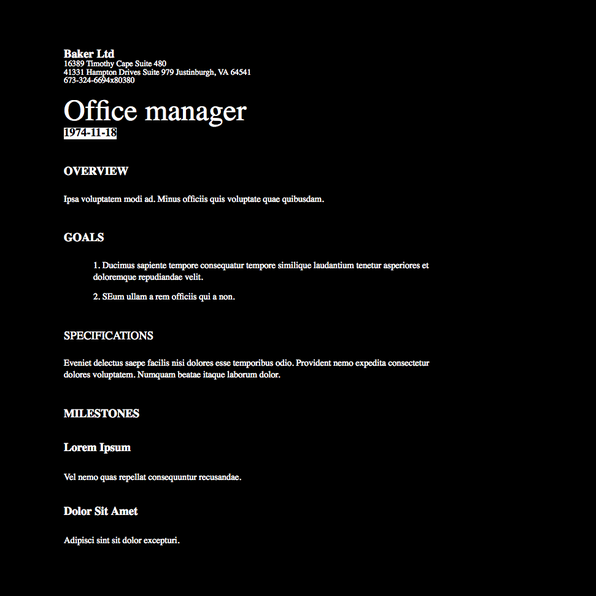 Baker Ltd
16389 Timothy Cape Suite 480
41331 Hampton Drives Suite 979 Justinburgh, VA 64541
673-324-6694x80380
Office manager
1974-11-18
OVERVIEW
Ipsa voluptatem modi ad. Minus officiis quis voluptate quae quibusdam.
GOALS
1. Ducimus sapiente tempore consequatur tempore similique laudantium tenetur asperiores et
doloremque repudiandae velit.
2. SEum ullam a rem officiis qui a non.
SPECIFICATIONS
Eveniet delectus saepe facilis nisi dolores esse temporibus odio. Provident nemo expedita consectetur
dolores voluptatem. Numquam beatae itaque laborum dolor.
MILESTONES
Lorem Ipsum
Vel nemo quas repellat consequuntur recusandae.
Dolor Sit Amet
Adipisci sint sit dolor excepturi.